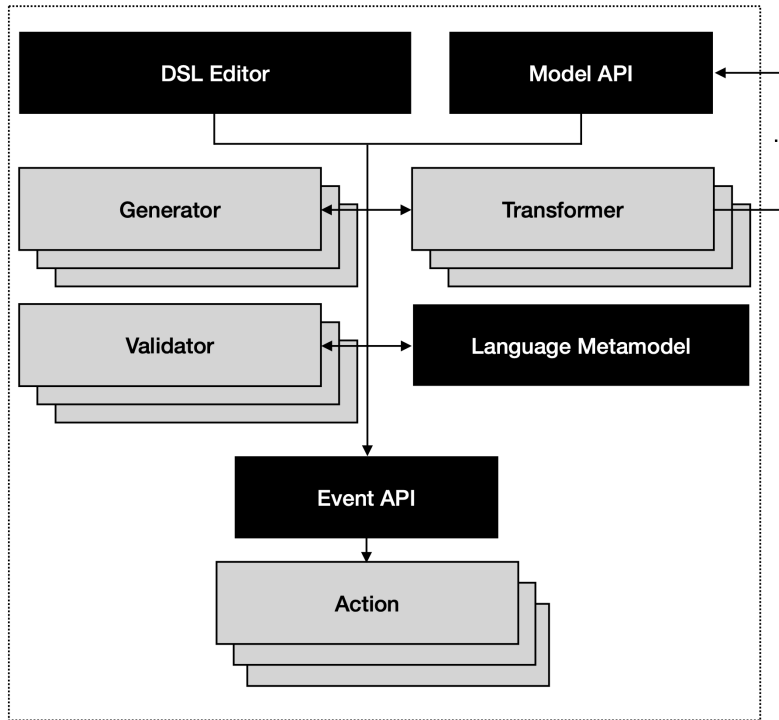 DSL Editor
Model API
Generator
Transformer
Validator
Language Metamodel
Event API
Action